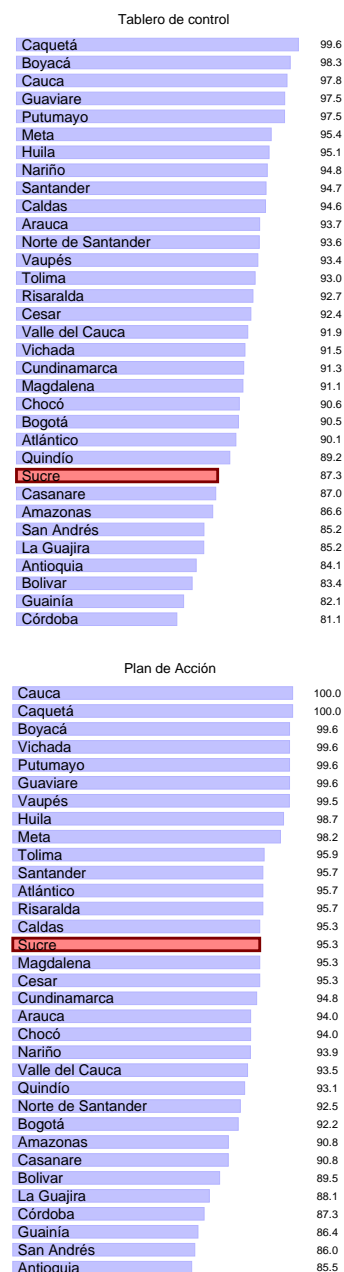 Tablero de control
Caquetá 99.6
Boyacá 98.3
Cauca 97.8
Guaviare 97.5
Putumayo 97.5
Meta 95.4
Huila 95.1
Nariño 94.8
Santander 94.7
Caldas 94.6
Arauca 93.7
Norte de Santander 93.6
Vaupés 93.4
Tolima 93.0
Risaralda 92.7
Cesar 92.4
Valle del Cauca 91.9
Vichada 91.5
Cundinamarca 91.3
Magdalena 91.1
Chocó 90.6
Bogotá 90.5
Atlántico 90.1
Quindío 89.2
Sucre 87.3
Casanare 87.0
Amazonas 86.6
San Andrés 85.2
La Guajira 85.2
Antioquia 84.1
Bolivar 83.4
Guainía 82.1
Córdoba 81.1
Plan de Acción
Cauca 100.0
Caquetá 100.0
Boyacá 99.6
Vichada 99.6
Putumayo 99.6
Guaviare 99.6
Vaupés 99.5
Huila 98.7
Meta 98.2
Tolima 95.9
Santander 95.7
Atlántico 95.7
Risaralda 95.7
Caldas 95.3
Sucre 95.3
Magdalena 95.3
Cesar 95.3
Cundinamarca 94.8
Arauca 94.0
Chocó 94.0
Nariño 93.9
Valle del Cauca 93.5
Quindío 93.1
Norte de Santander 92.5
Bogotá 92.2
Amazonas 90.8
Casanare 90.8
Bolivar 89.5
La Guajira 88.1
Córdoba 87.3
Guainía 86.4
San Andrés 86.0
Antioquia 85.5